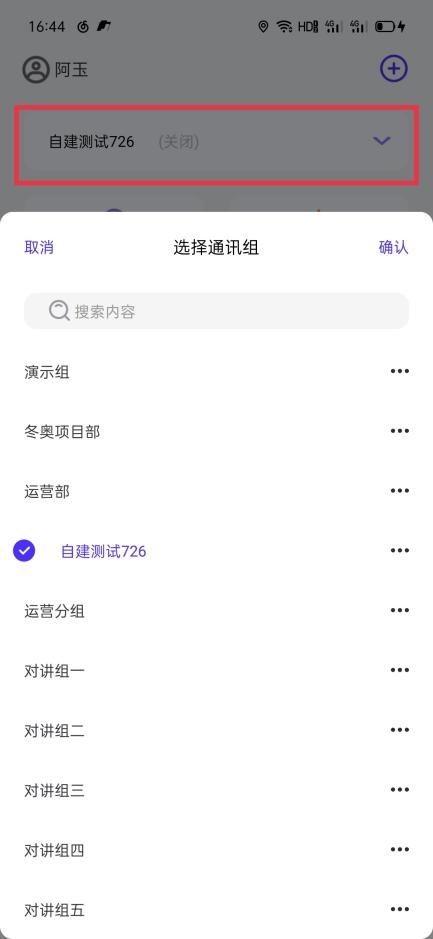 16:44
HD 4G 4G
阿玉
自建测试726 (关闭)
取消 选择通讯组 确认
搜索内容
演示组
冬奥项目部
运营部
自建测试726
运营分组
对讲组一
对讲组二
对讲组三
对讲组四
对讲组五